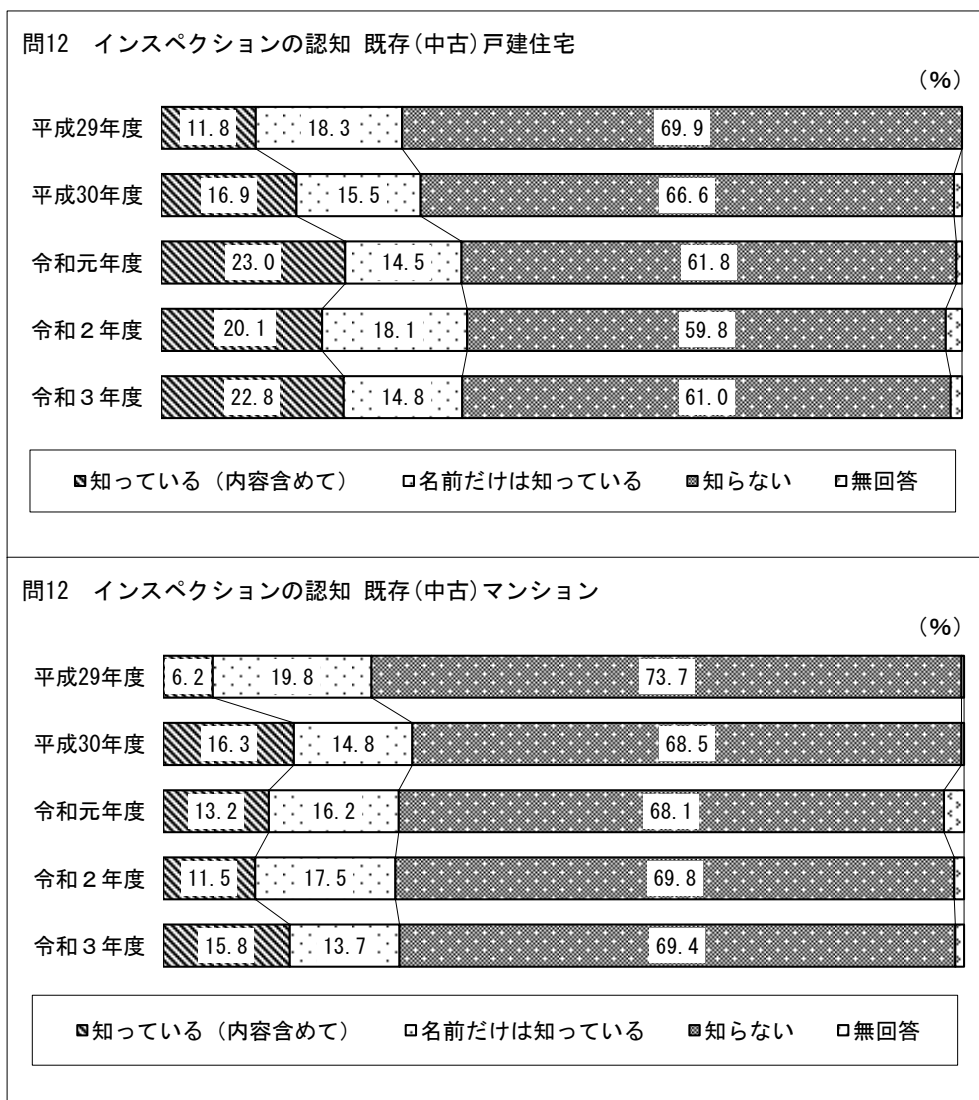 問12　インスペクションの認知 既存(中古)戸建住宅
(%)
平成29年度 11.8 18.3 69.9
平成30年度 16.9 15.5 66.6
令和元年度 23.0 14.5 61.8
令和２年度 20.1 18.1 59.8
令和３年度 22.8 14.8 61.0
知っている（内容含めて） 名前だけは知っている 知らない 無回答
問12　インスペクションの認知 既存(中古)マンション
(%)
平成29年度 6.2 19.8 73.7
平成30年度 16.3 14.8 68.5
令和元年度 13.2 16.2 68.1
令和２年度 11.5 17.5 69.8
令和３年度 15.8 13.7 69.4
知っている（内容含めて） 名前だけは知っている 知らない 無回答